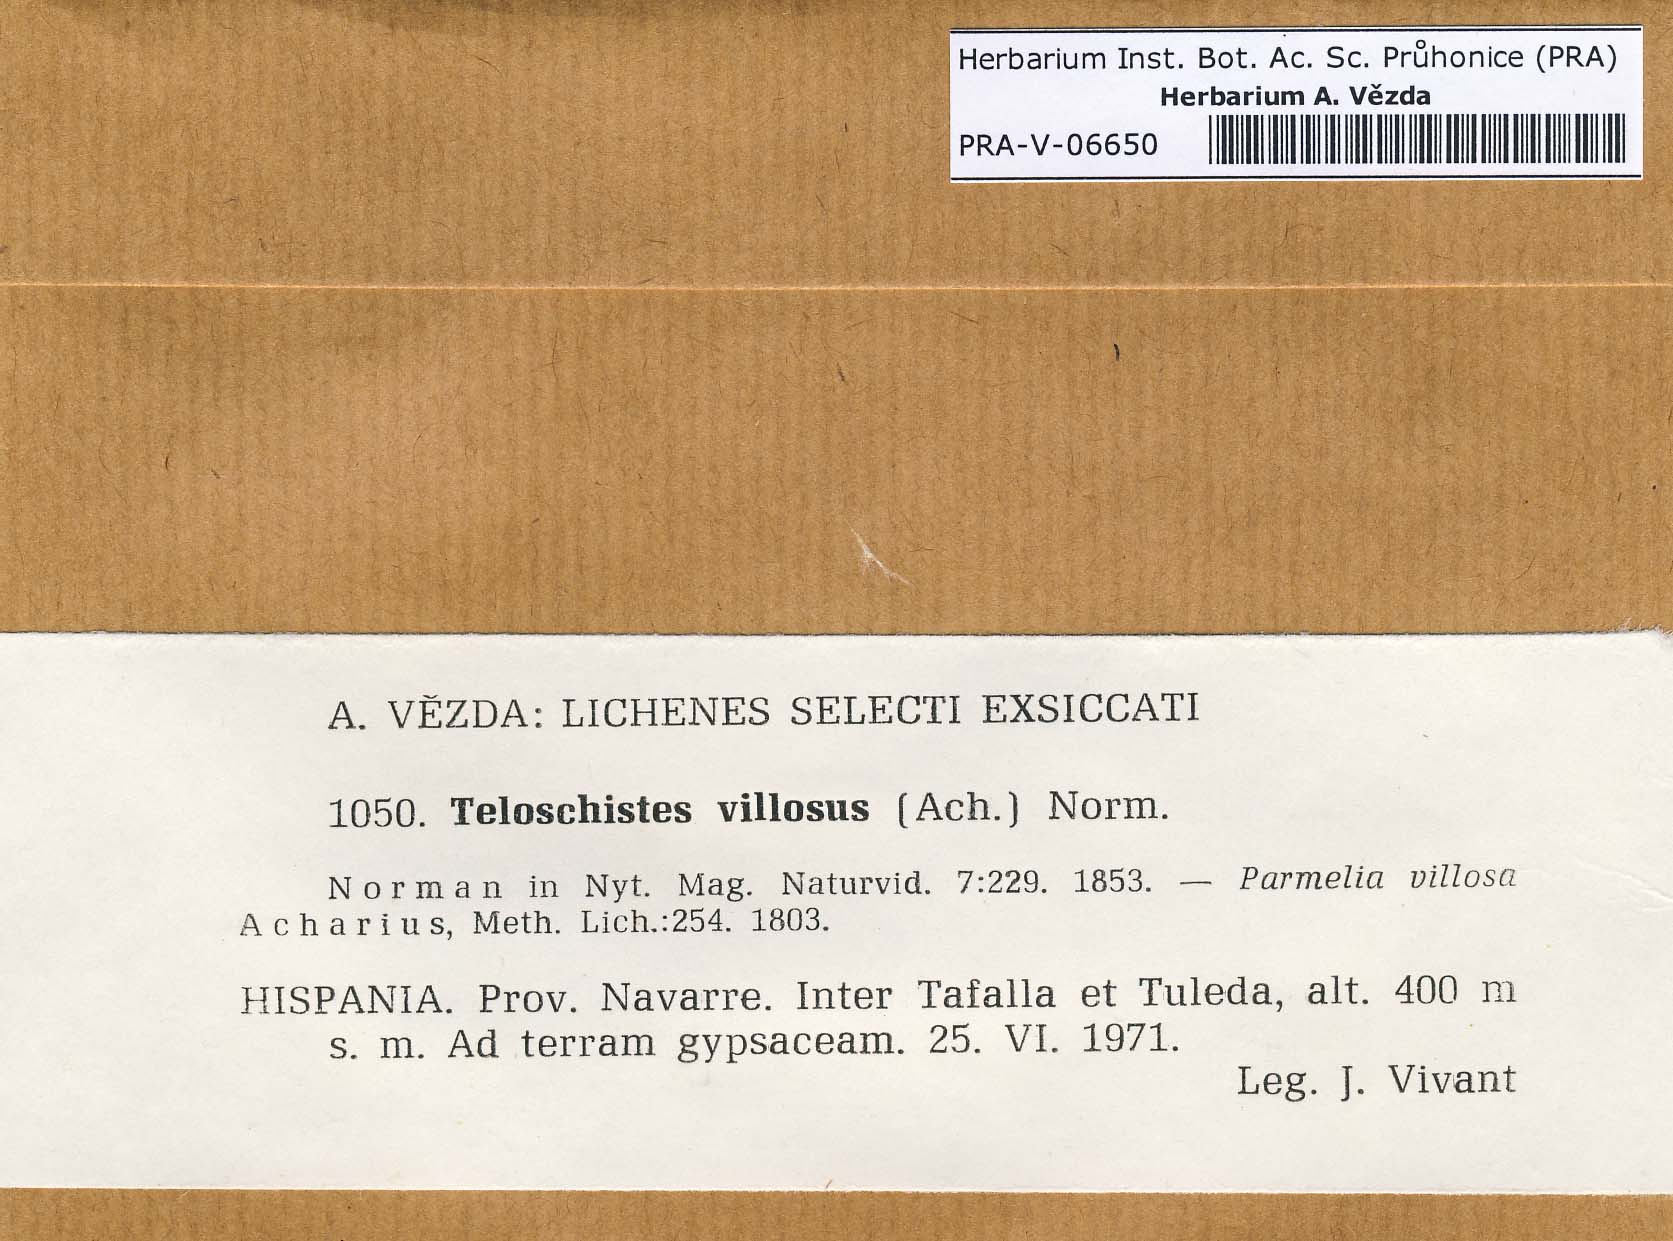 Herbarium Inst. Bot. Ac. Sc. Průhonice (PRA)
Herbarium A. Vězda
PRA-V-06650
A. VĚZDA: LICHENES SELECTI EXSICCATI
1050. Teloschistes villosus (Ach.) Norm.
Norman in Nyt. Mag. Naturvid. 7:229. 1853. — Parmelia villosa
Acharius, Meth. Lich.:254. 1803.
HISPANIA. Prov. Navarre. Inter Tafalla et Tuleda, alt. 400 m
s. m. Ad terram gypsaceam. 25. VI. 1971.
Leg. J. Vivant